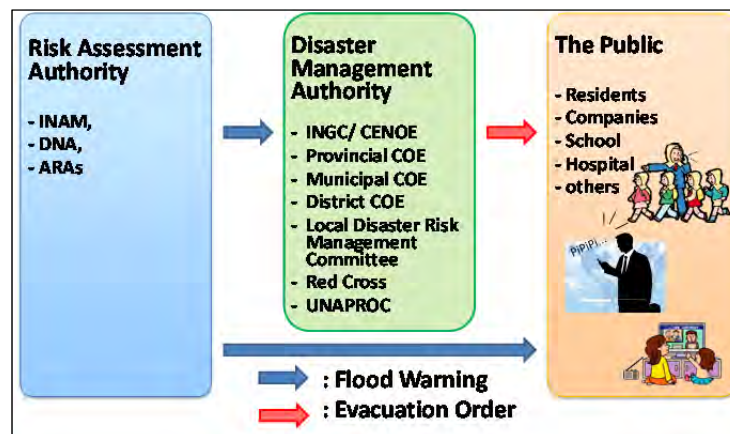 Risk Assessment
Authority
- INAM,
- DNA,
- ARAs
Disaster
Management
Authority
- INGC/ CENOE
- Provincial COE
- Municipal COE
- District COE
- Local Disaster Risk
Management
Committee
- Red Cross
- UNAPROC
The Public
- Residents
- Companies
- School
- Hospital
- others
PiPiPi...
: Flood Warning
: Evacuation Order